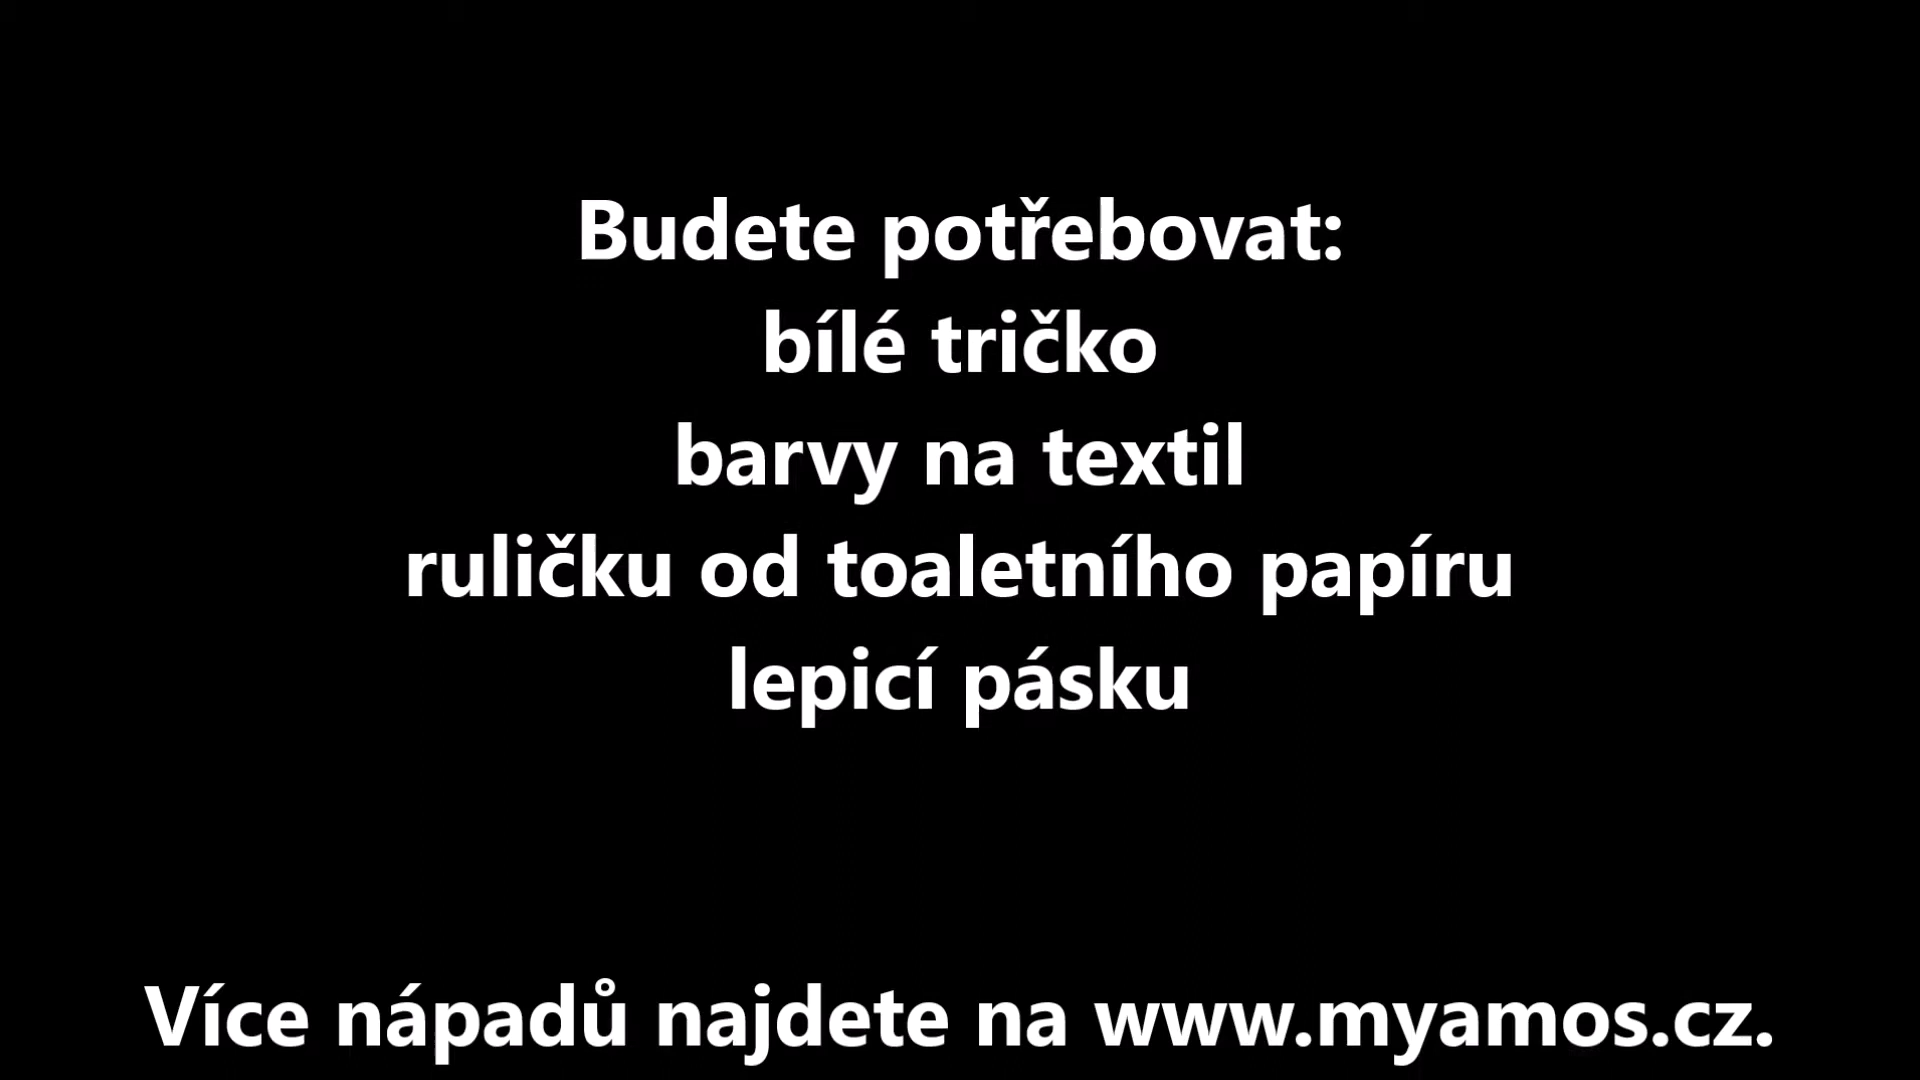 Budete potřebovat:
bílé tričko
barvy na textil
ruličku od toaletního papíru
lepicí pásku
Více nápadů najdete na www.myamos.cz.